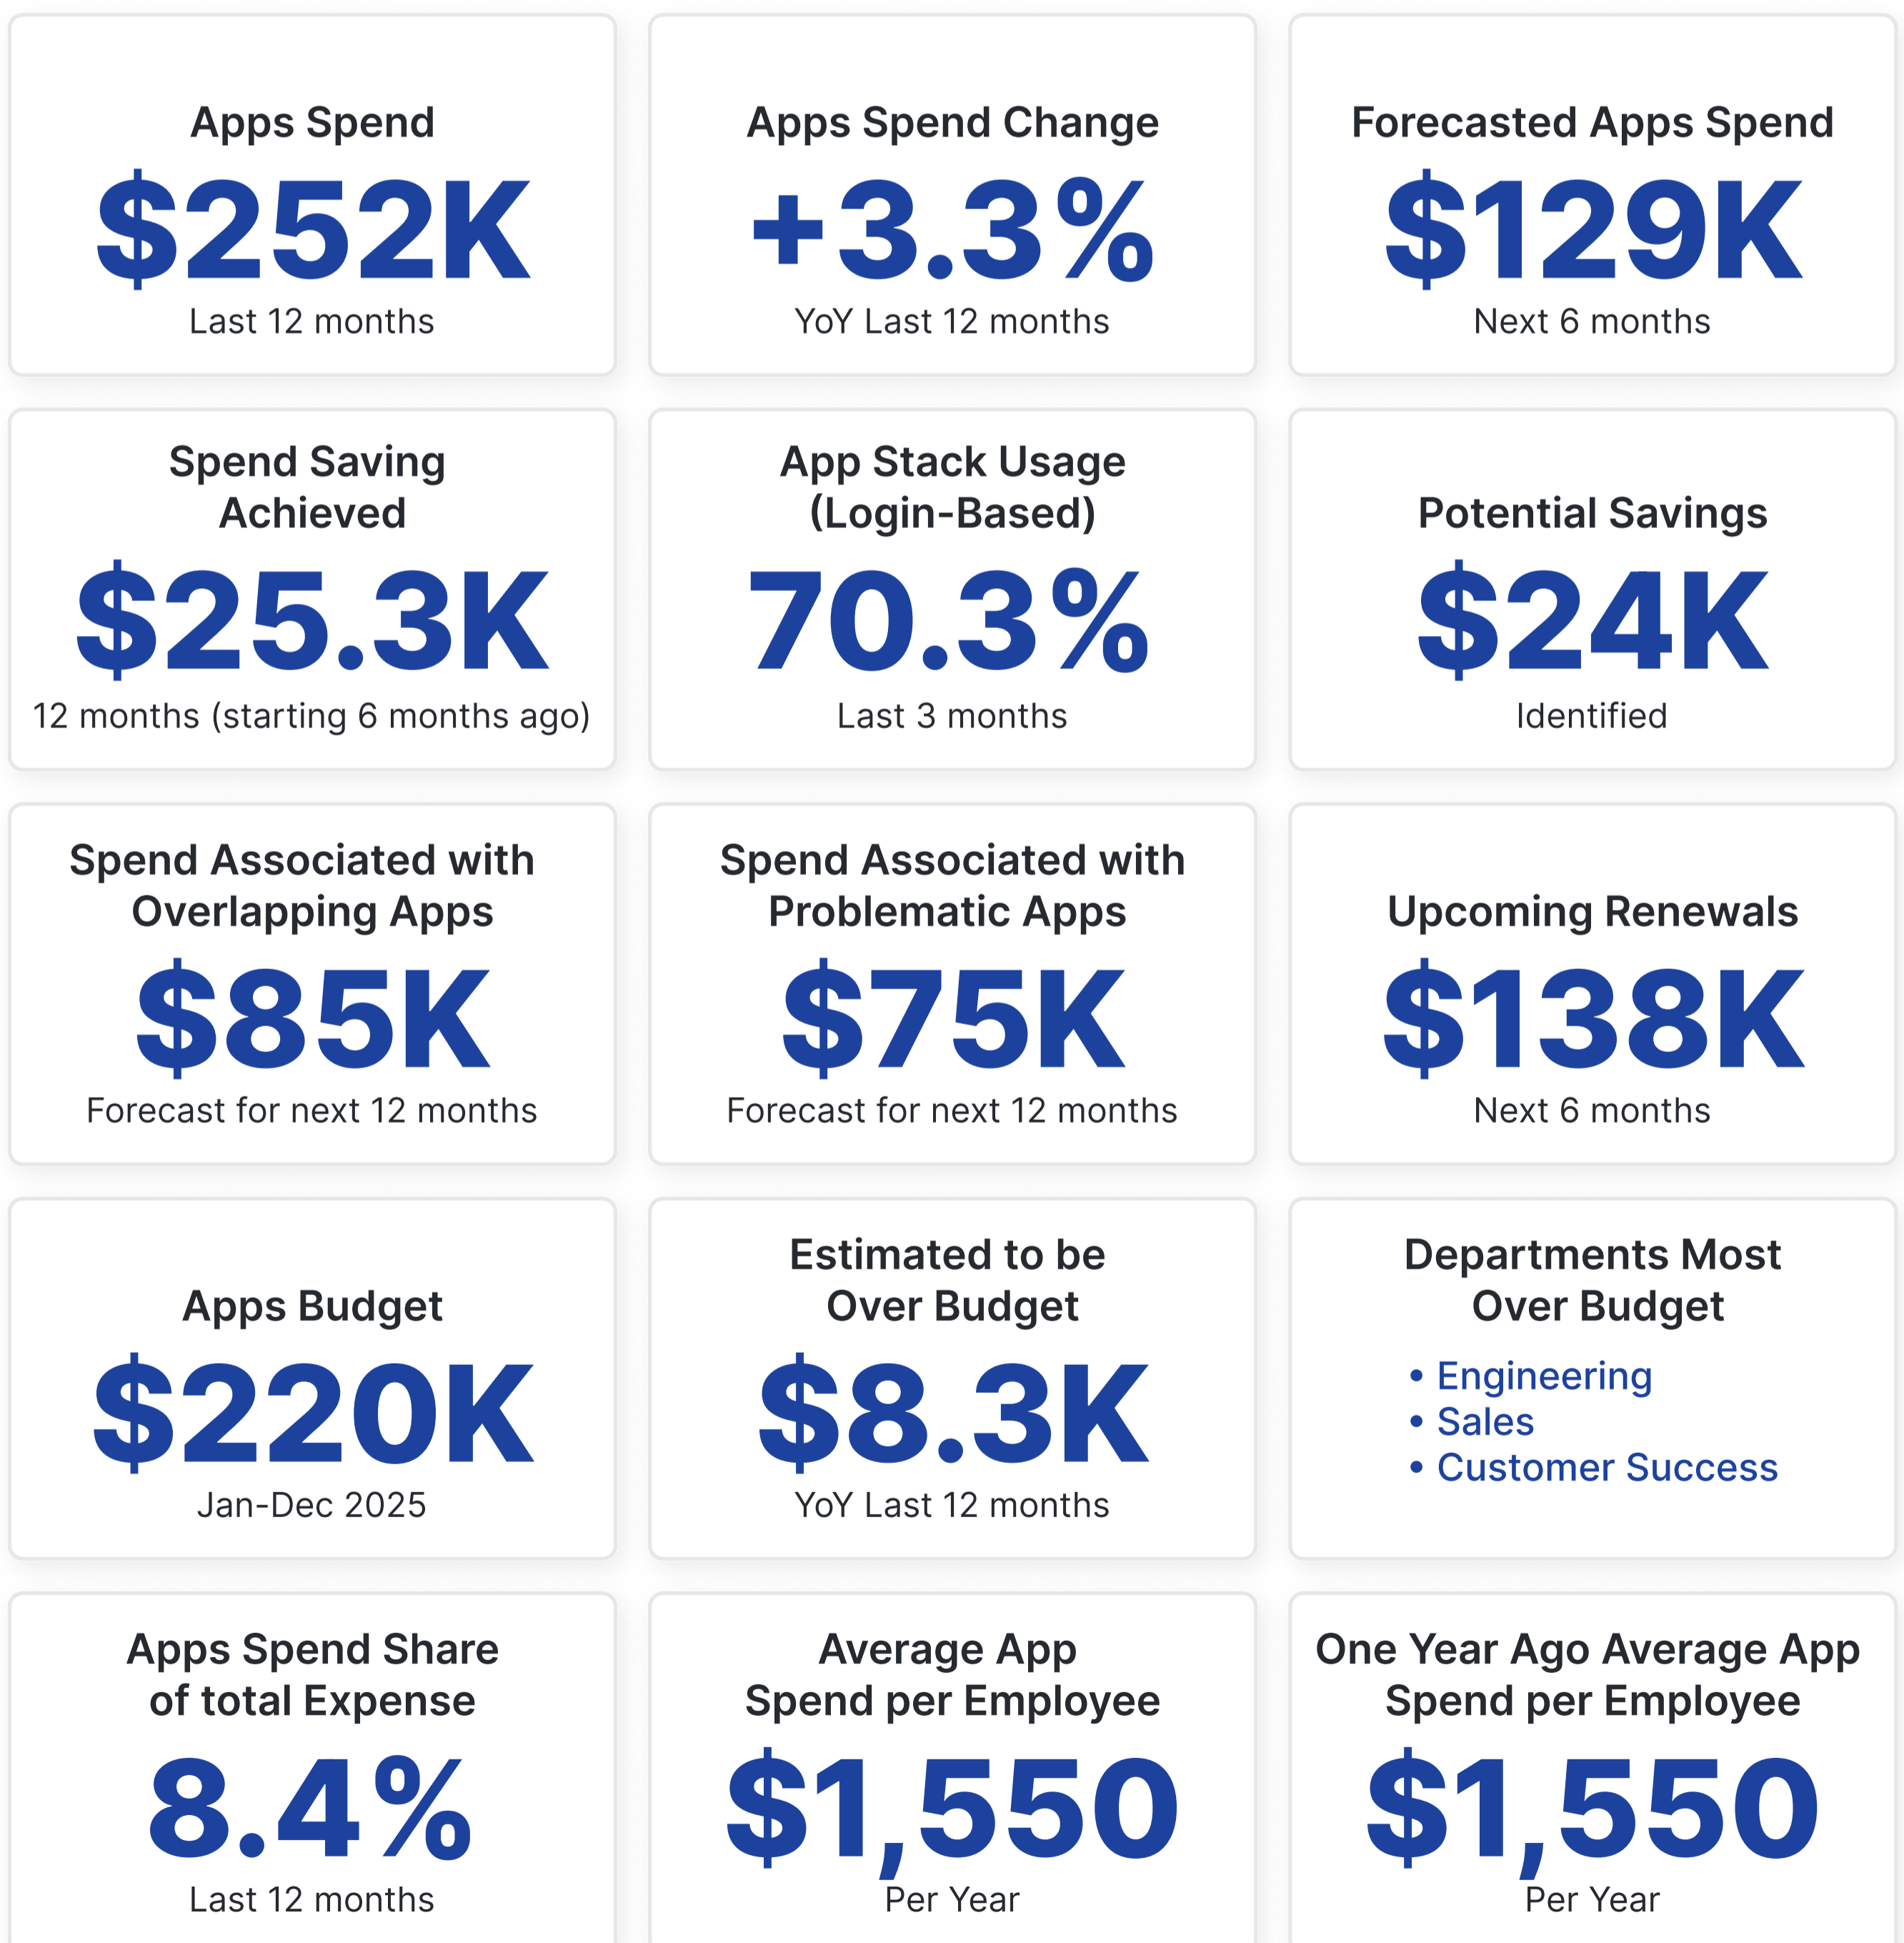 Apps Spend
$252K
Last 12 months
Apps Spend Change
+3.3%
YoY Last 12 months
Forecasted Apps Spend
$129K
Next 6 months
Spend Saving
Achieved
$25.3K
12 months (starting 6 months ago)
App Stack Usage
(Login-Based)
70.3%
Last 3 months
Potential Savings
$24K
Identified
Spend Associated with
Overlapping Apps
$85K
Forecast for next 12 months
Spend Associated with
Problematic Apps
$75K
Forecast for next 12 months
Upcoming Renewals
$138K
Next 6 months
Apps Budget
$220K
Jan-Dec 2025
Estimated to be
Over Budget
$8.3K
YoY Last 12 months
Departments Most
Over Budget
• Engineering
• Sales
• Customer Success
Apps Spend Share
of total Expense
8.4%
Last 12 months
Average App
Spend per Employee
$1,550
Per Year
One Year Ago Average App
Spend per Employee
$1,550
Per Year